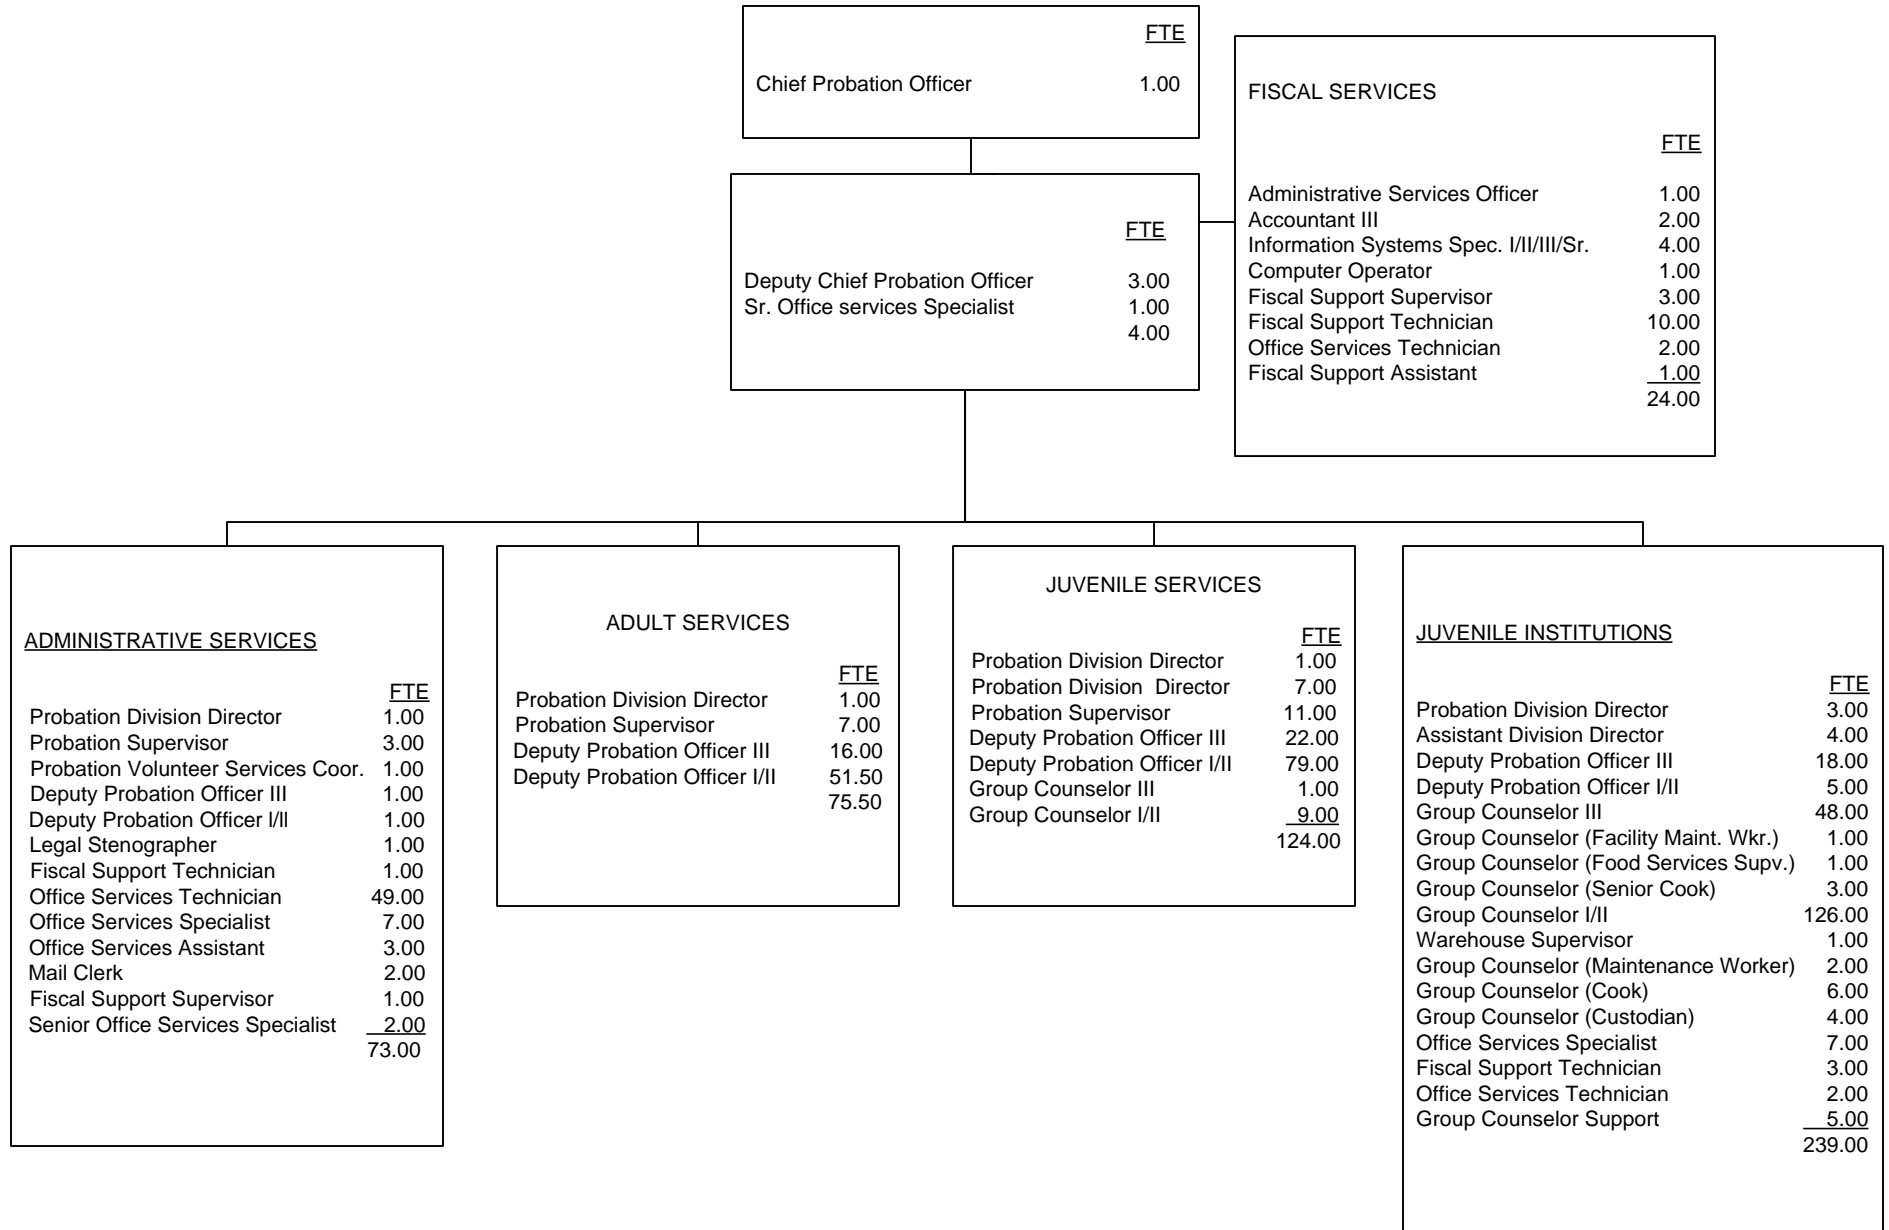 FTE
Chief Probation Officer 1.00
FISCAL SERVICES
FTE
Administrative Services Officer 1.00
Accountant III 2.00
Information Systems Spec. I/II/III/Sr. 4.00
Computer Operator 1.00
Fiscal Support Supervisor 3.00
Fiscal Support Technician 10.00
Office Services Technician 2.00
Fiscal Support Assistant 1.00
24.00
FTE
Deputy Chief Probation Officer 3.00
Sr. Office services Specialist 1.00
4.00
ADMINISTRATIVE SERVICES
FTE
Probation Division Director 1.00
Probation Supervisor 3.00
Probation Volunteer Services Coor. 1.00
Deputy Probation Officer III 1.00
Deputy Probation Officer I/II 1.00
Legal Stenographer 1.00
Fiscal Support Technician 1.00
Office Services Technician 49.00
Office Services Specialist 7.00
Office Services Assistant 3.00
Mail Clerk 2.00
Fiscal Support Supervisor 1.00
Senior Office Services Specialist 2.00
73.00
ADULT SERVICES
FTE
Probation Division Director 1.00
Probation Supervisor 7.00
Deputy Probation Officer III 16.00
Deputy Probation Officer I/II 51.50
75.50
JUVENILE SERVICES
FTE
Probation Division Director 1.00
Probation Division Director 7.00
Probation Supervisor 11.00
Deputy Probation Officer III 22.00
Deputy Probation Officer I/II 79.00
Group Counselor III 1.00
Group Counselor I/II 9.00
124.00
JUVENILE INSTITUTIONS
FTE
Probation Division Director 3.00
Assistant Division Director 4.00
Deputy Probation Officer III 18.00
Deputy Probation Officer I/II 5.00
Group Counselor III 48.00
Group Counselor (Facility Maint. Wkr.) 1.00
Group Counselor (Food Services Supv.) 1.00
Group Counselor (Senior Cook) 3.00
Group Counselor I/II 126.00
Warehouse Supervisor 1.00
Group Counselor (Maintenance Worker) 2.00
Group Counselor (Cook) 6.00
Group Counselor (Custodian) 4.00
Office Services Specialist 7.00
Fiscal Support Technician 3.00
Office Services Technician 2.00
Group Counselor Support 5.00
239.00